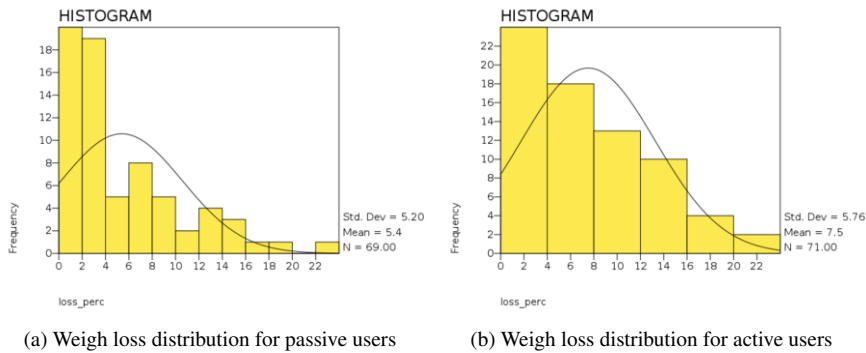 HISTOGRAM
18
16
14
12
10
8
6
4
2
0
Frequency
0 2 4 6 8 10 12 14 16 18 20 22
Std. Dev = 5.20
Mean = 5.4
N = 69.00
loss_perc
(a) Weigh loss distribution for passive users
HISTOGRAM
22
20
18
16
14
12
10
8
6
4
2
0
Frequency
0 2 4 6 8 10 12 14 16 18 20 22
Std. Dev = 5.76
Mean = 7.5
N = 71.00
loss_perc
(b) Weigh loss distribution for active users